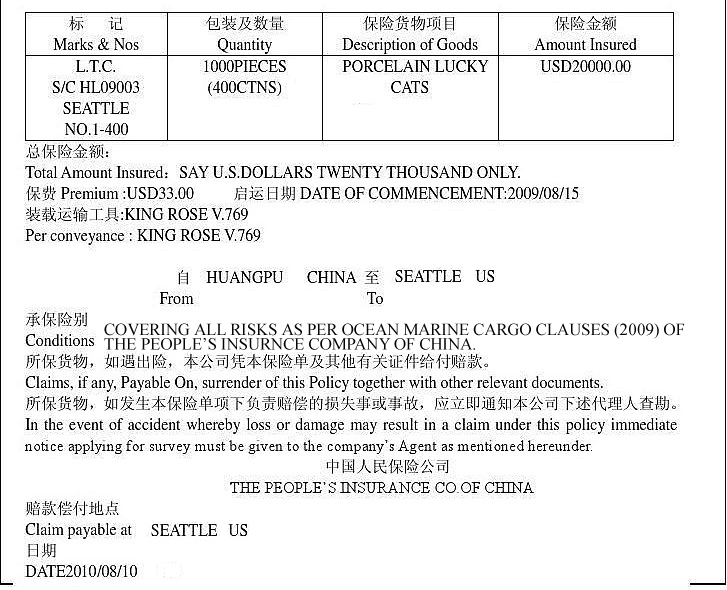 标 记 包装及数量 保险货物项目 保险金额
Marks & Nos Quantity Description of Goods Amount Insured
L.T.C. 1000PIECES PORCELAIN LUCKY USD20000.00
S/C HL09003 (400CTNS) CATS
SEATTLE
NO.1-400
总保险金额：
Total Amount Insured：SAY U.S.DOLLARS TWENTY THOUSAND ONLY.
保费 Premium :USD33.00 启运日期 DATE OF COMMENCEMENT:2009/08/15
装载运输工具:KING ROSE V.769
Per conveyance : KING ROSE V.769
自 HUANGPU CHINA 至 SEATTLE US
From To
承保险别
Conditions COVERING ALL RISKS AS PER OCEAN MARINE CARGO CLAUSES (2009) OF
THE PEOPLE'S INSURNCE COMPANY OF CHINA.
所保货物，如遇出险，本公司凭本保险单及其他有关证件给付赔款。
Claims, if any, Payable On, surrender of this Policy together with other relevant documents.
所保货物，如发生本保险单项下负责赔偿的损失事或事故，应立即通知本公司下述代理人查勘。
In the event of accident whereby loss or damage may result in a claim under this policy immediate
notice applying for survey must be given to the company's Agent as mentioned hereunder.
中国人民保险公司
THE PEOPLE'S INSURANCE CO.OF CHINA
赔款偿付地点
Claim payable at SEATTLE US
日期
DATE2010/08/10